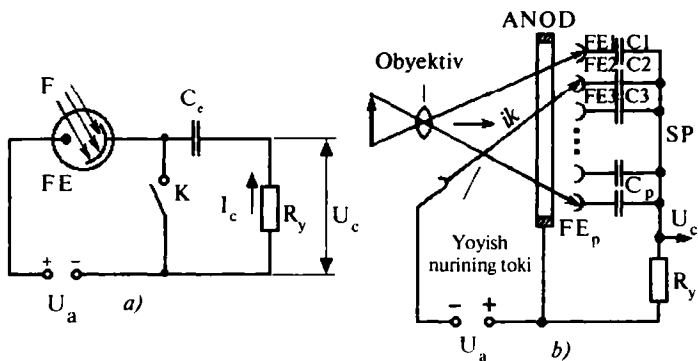 F
FE
C_c
K
I_c
R_y
U_c
+ -
U_a
a)
ANOD
Obyektiv
FE1 C1
FE2 C2
FE3 C3
ik
SP
C_p
FE_p
U_c
Yoyish
nurining toki
R_y
- +
U_a
b)